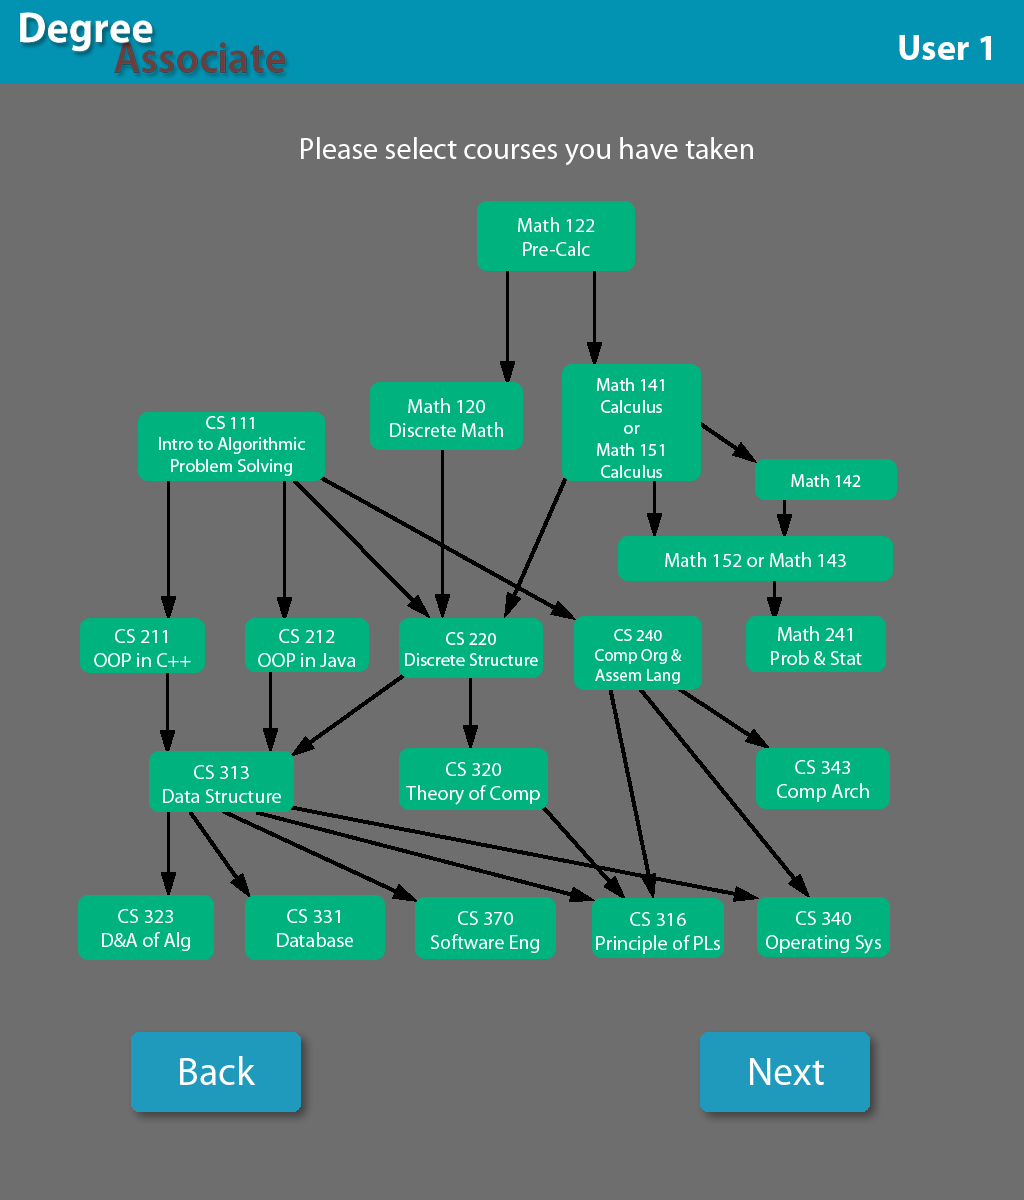 Degree
Associate
User 1
Please select courses you have taken
Math 122
Pre-Calc
Math 120
Discrete Math
Math 141
Calculus
or
Math 151
Calculus
CS 111
Intro to Algorithmic
Problem Solving
Math 142
Math 152 or Math 143
CS 211
OOP in C++
CS 212
OOP in Java
CS 220
Discrete Structure
CS 240
Comp Org &
Assem Lang
Math 241
Prob & Stat
CS 313
Data Structure
CS 320
Theory of Comp
CS 343
Comp Arch
CS 323
D&A of Alg
CS 331
Database
CS 370
Software Eng
CS 316
Principle of PLs
CS 340
Operating Sys
Back
Next